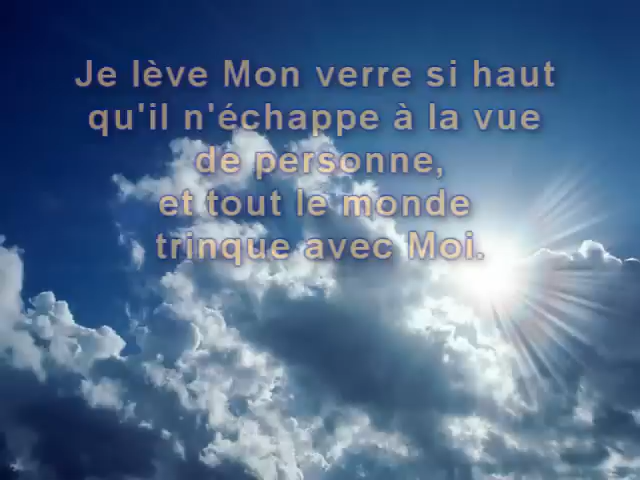 Je lève Mon verre si haut
qu'il n'échappe à la vue
de personne,
et tout le monde
trinque avec Moi.